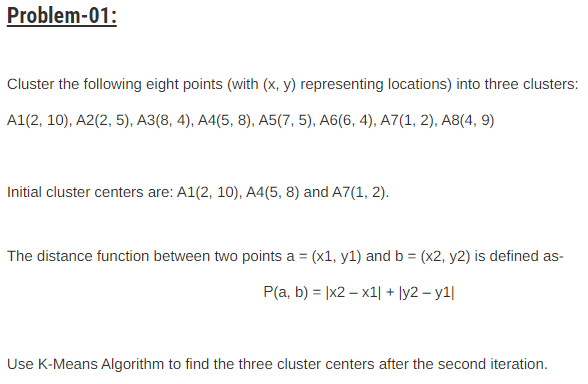 Problem-01:
Cluster the following eight points (with (x, y) representing locations) into three clusters:
A1(2, 10), A2(2, 5), A3(8, 4), A4(5, 8), A5(7, 5), A6(6, 4), A7(1, 2), A8(4, 9)
Initial cluster centers are: A1(2, 10), A4(5, 8) and A7(1, 2).
The distance function between two points a = (x1, y1) and b = (x2, y2) is defined as-
Ρ(a, b) = |x2 – x1| + |y2 – y1|
Use K-Means Algorithm to find the three cluster centers after the second iteration.